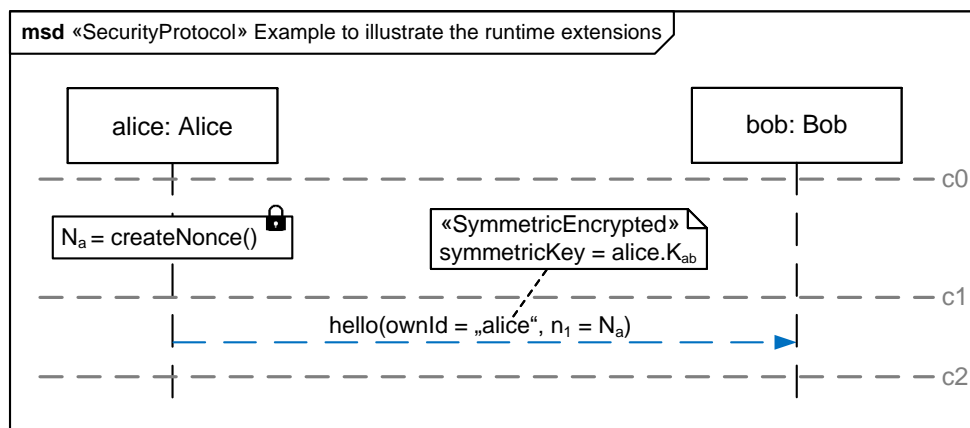 msd «SecurityProtocol» Example to illustrate the runtime extensions
alice: Alice
bob: Bob
c0
Nₐ = createNonce()
«SymmetricEncrypted»
symmetricKey = alice.Kab
c1
hello(ownId = „alice“, n₁ = Nₐ)
c2